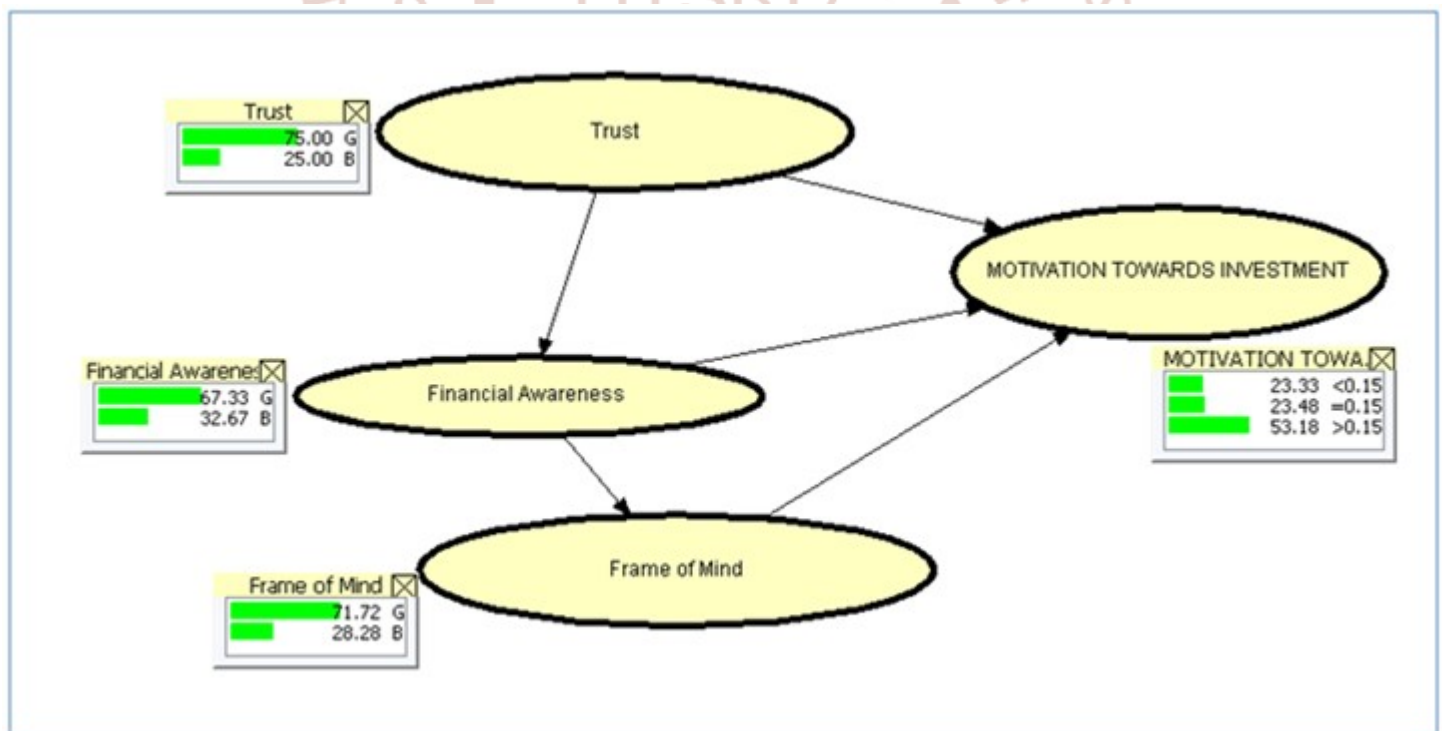 Trust
75.00 G
25.00 B
Trust
MOTIVATION TOWARDS INVESTMENT
MOTIVATION TOWA
23.33 <0.15
23.48 =0.15
53.18 >0.15
Financial Awarenes
67.33 G
32.67 B
Financial Awareness
Frame of Mind
71.72 G
28.28 B
Frame of Mind